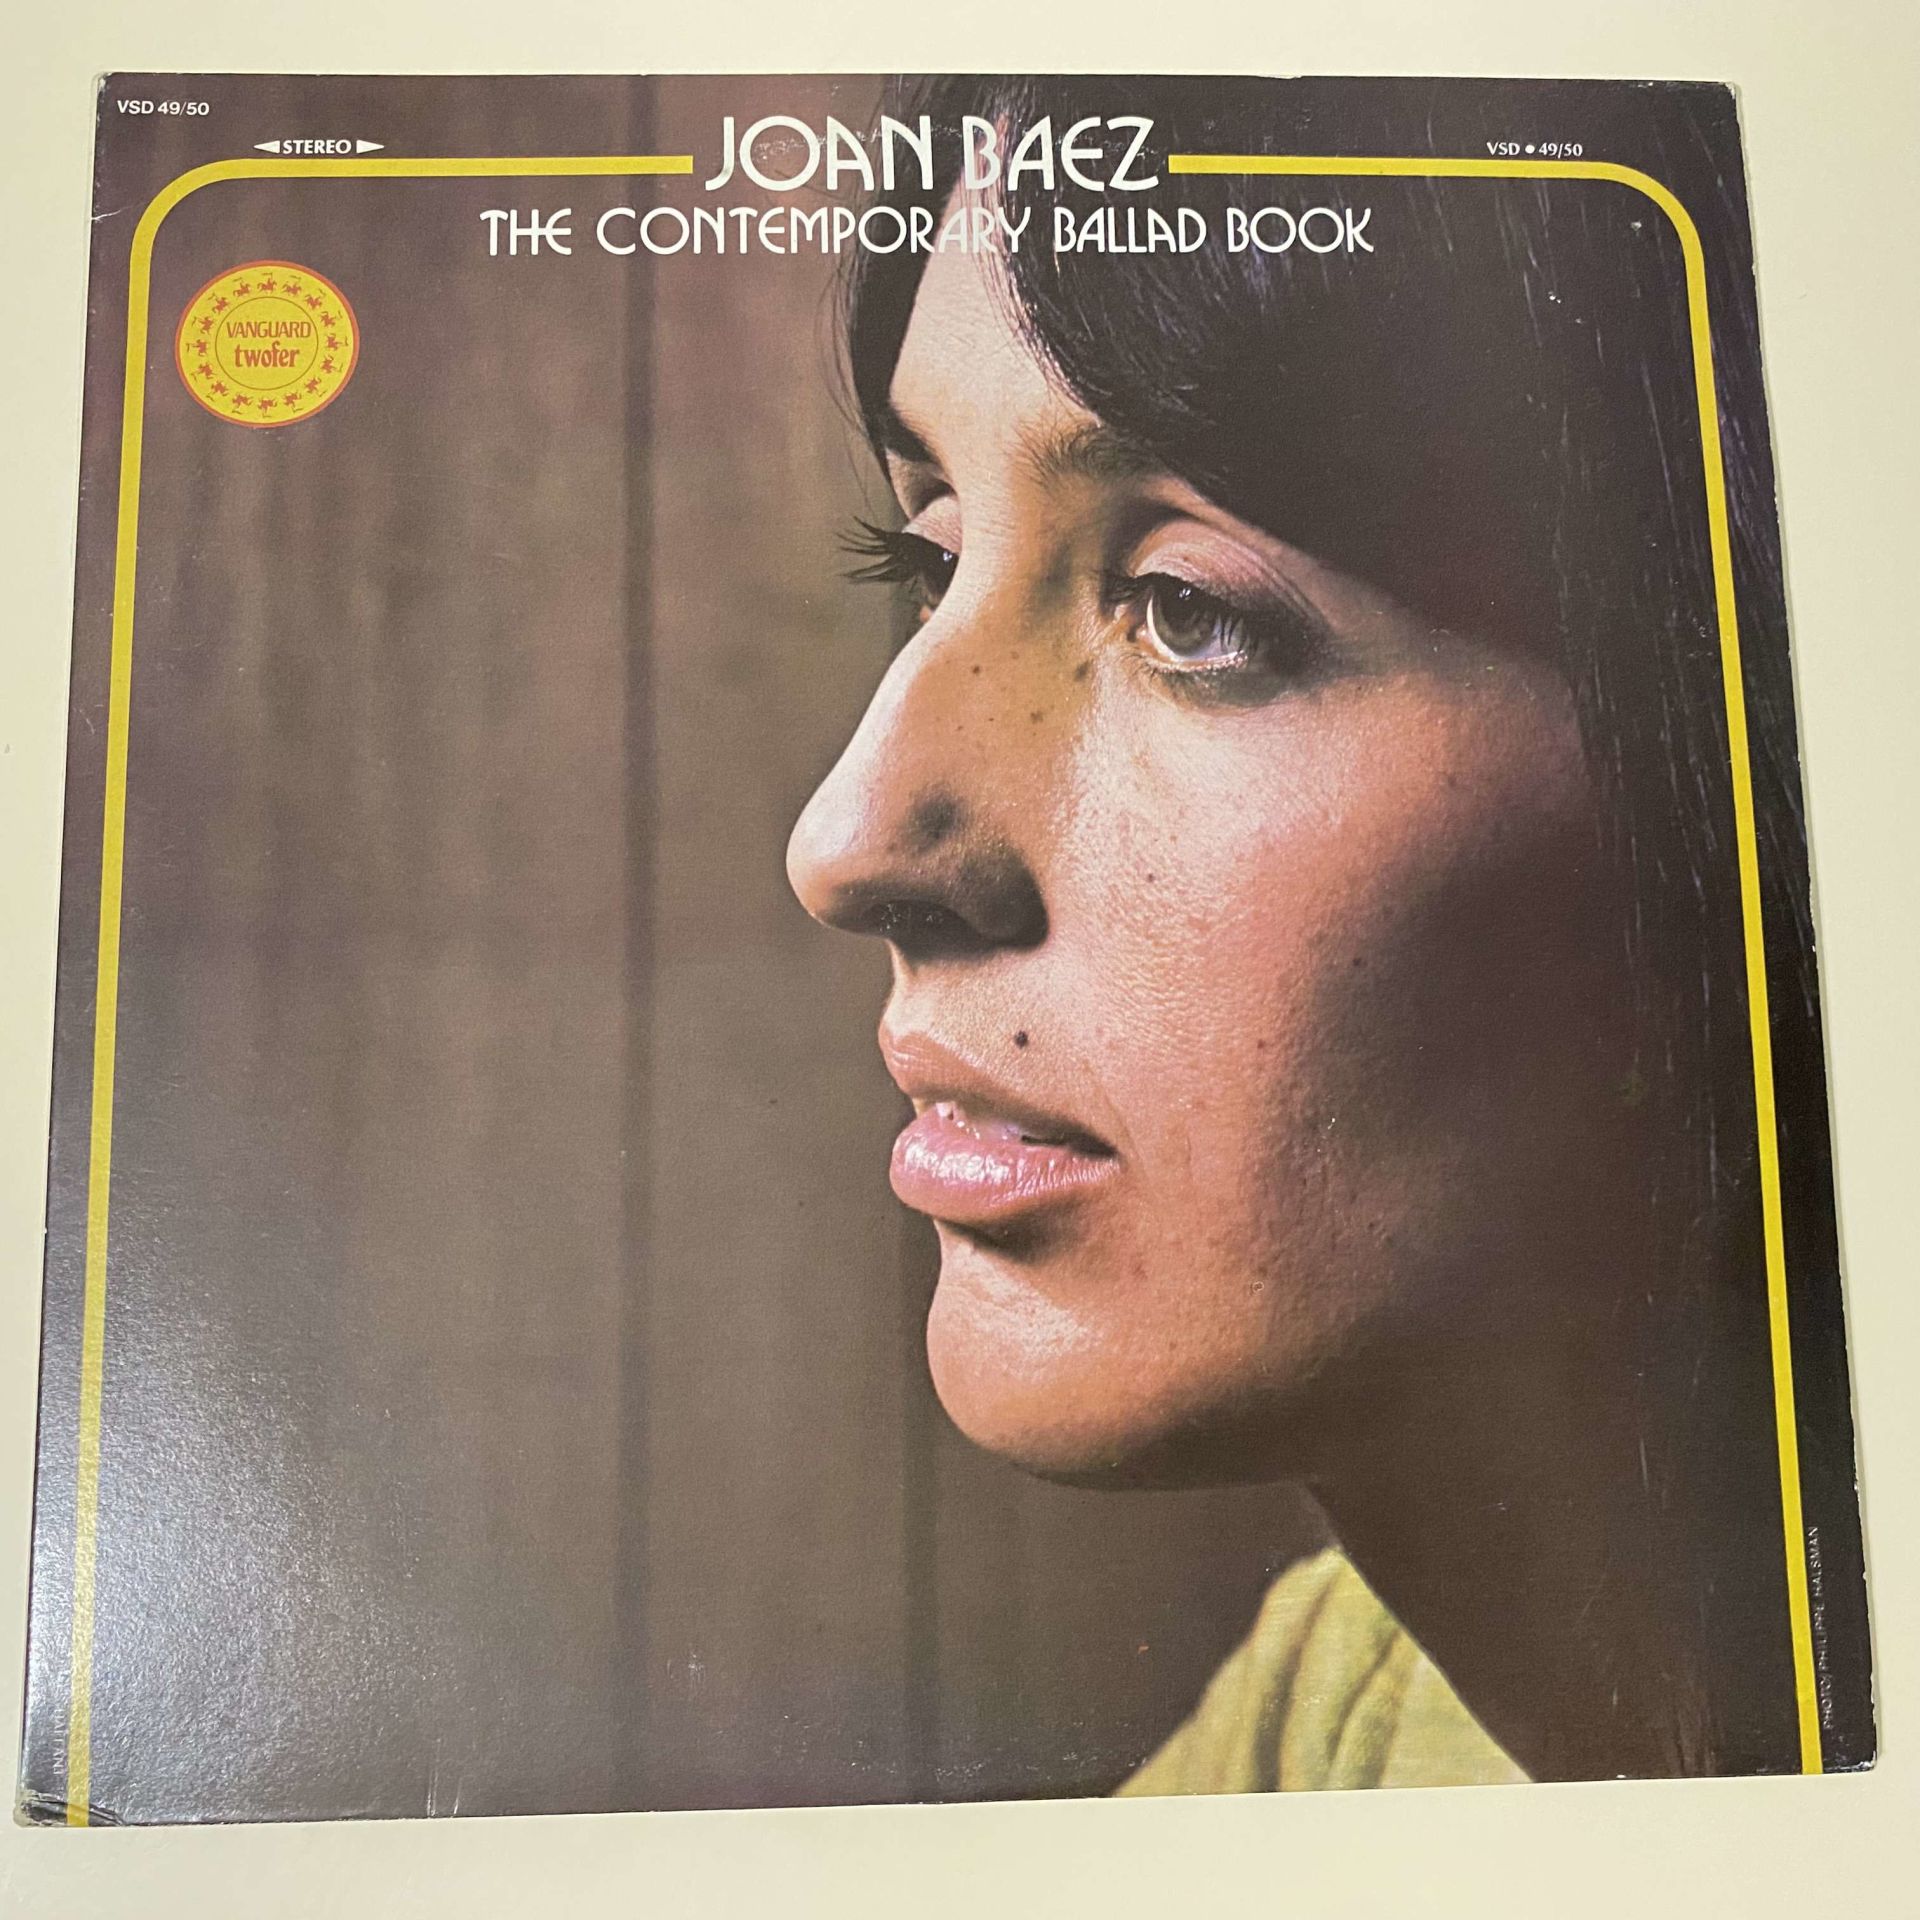 VSD 49/50
STEREO
JOAN BAEZ
VSD • 49/50
THE CONTEMPORARY BALLAD BOOK
VANGUARD
twofer
PHOTO/ PHILIPPE HALSMAN